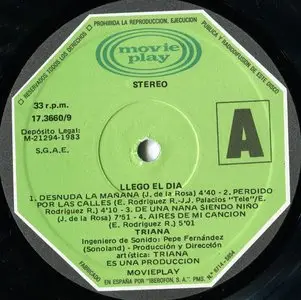 PROHIBIDA LA REPRODUCCION, EJECUCION
PUBLICA Y RADIODIFUSION DE ESTE DISCO
RESERVADOS TODOS LOS DERECHOS
movie
play
STEREO
33 r.p.m.
17.3660/9
Depósito Legal:
M-21294-1983
S.G.A.E.
A
LLEGO EL DIA
1. DESNUDA LA MAÑANA (J. de la Rosa) 4'40 - 2. PERDIDO
POR LAS CALLES (E. Rodriguez R.,-J.J. Palacios "Tele"/E.
Rodriguez R.) 4'10 - 3. DE UNA NANA SIENDO NIÑO
(J. de la Rosa) 7'51 - 4. AIRES DE MI CANCION
(E. Rodriguez R.) 5'01
TRIANA
Ingeniero de Sonido: Pepe Fernández
(Sonoland) - Producción y Dirección
artística: TRIANA
ES UNA PRODUCCION
MOVIEPLAY
FABRICADO
EN ESPAÑA POR "IBEROFON, S. A."